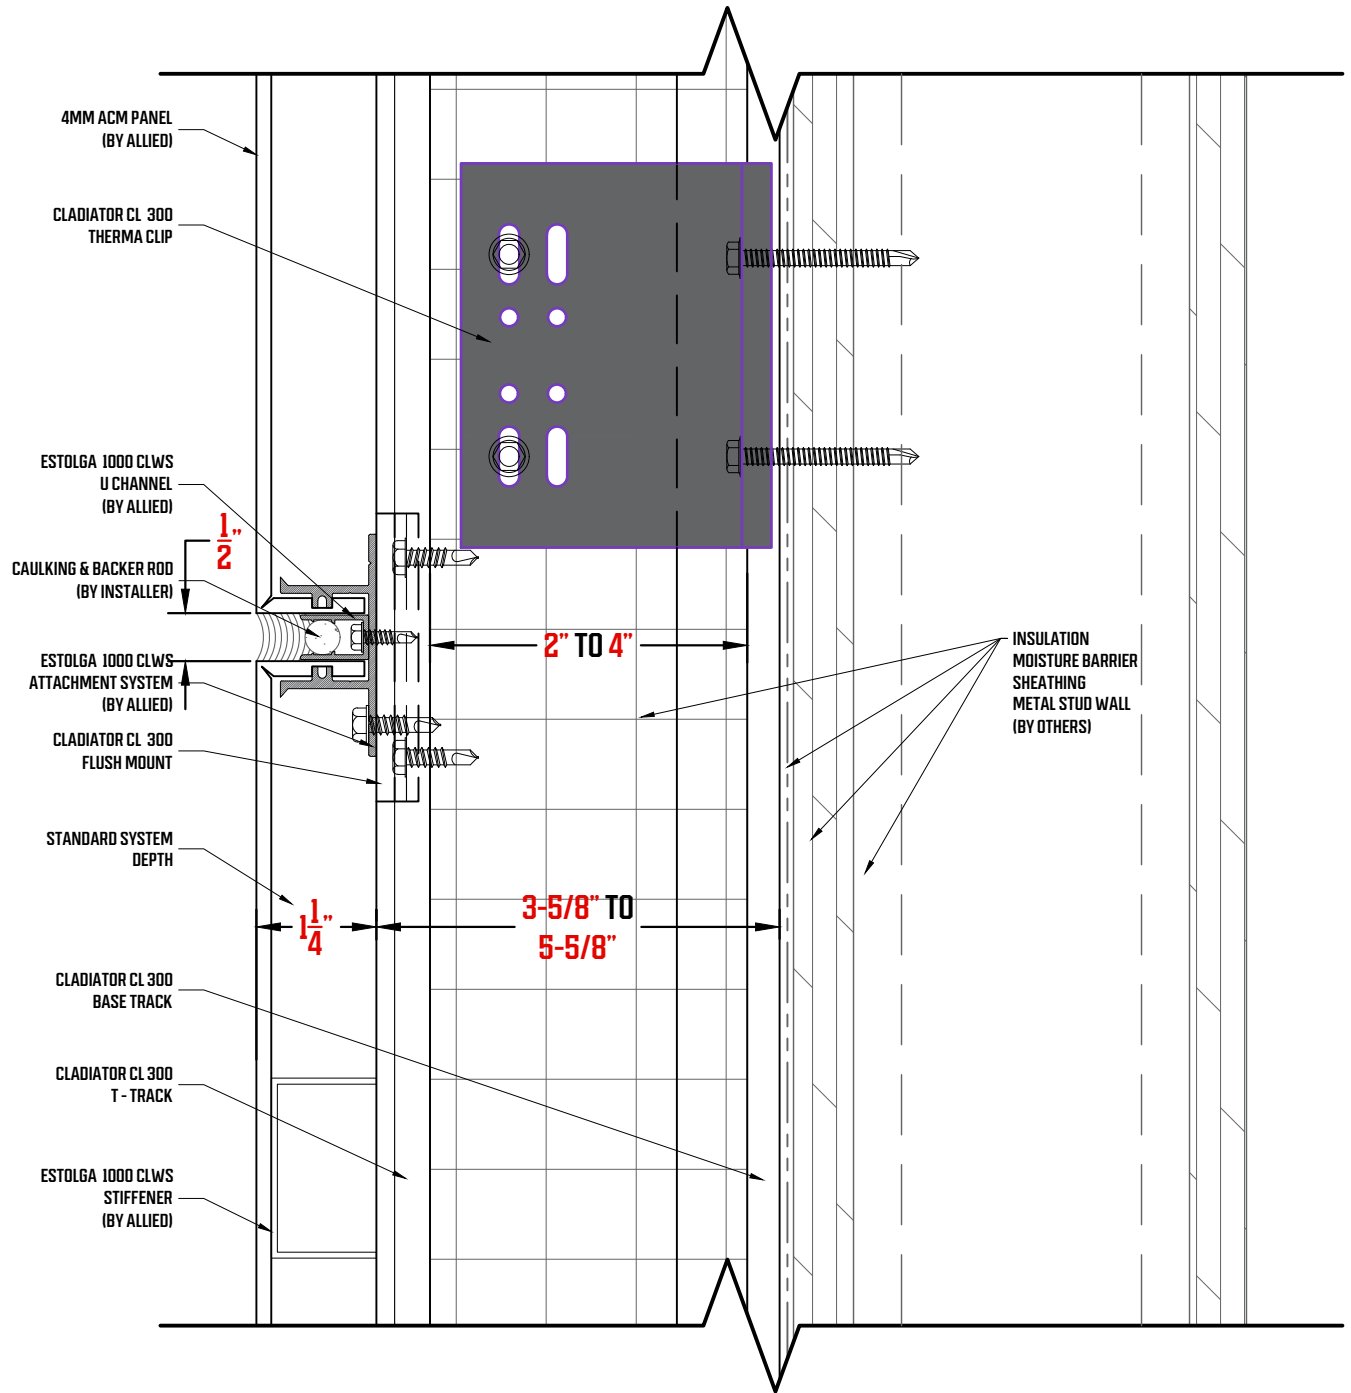 4MM ACM PANEL
(BY ALLIED)
CLADIATOR CL 300
THERMA CLIP
ESTOLGA 1000 CLWS
U CHANNEL
(BY ALLIED)
1/2"
CAULKING & BACKER ROD
(BY INSTALLER)
ESTOLGA 1000 CLWS
ATTACHMENT SYSTEM
(BY ALLIED)
2" TO 4"
INSULATION
MOISTURE BARRIER
SHEATHING
METAL STUD WALL
(BY OTHERS)
CLADIATOR CL 300
FLUSH MOUNT
STANDARD SYSTEM
DEPTH
1 1/4"
3-5/8" TO
5-5/8"
CLADIATOR CL 300
BASE TRACK
CLADIATOR CL 300
T - TRACK
ESTOLGA 1000 CLWS
STIFFENER
(BY ALLIED)